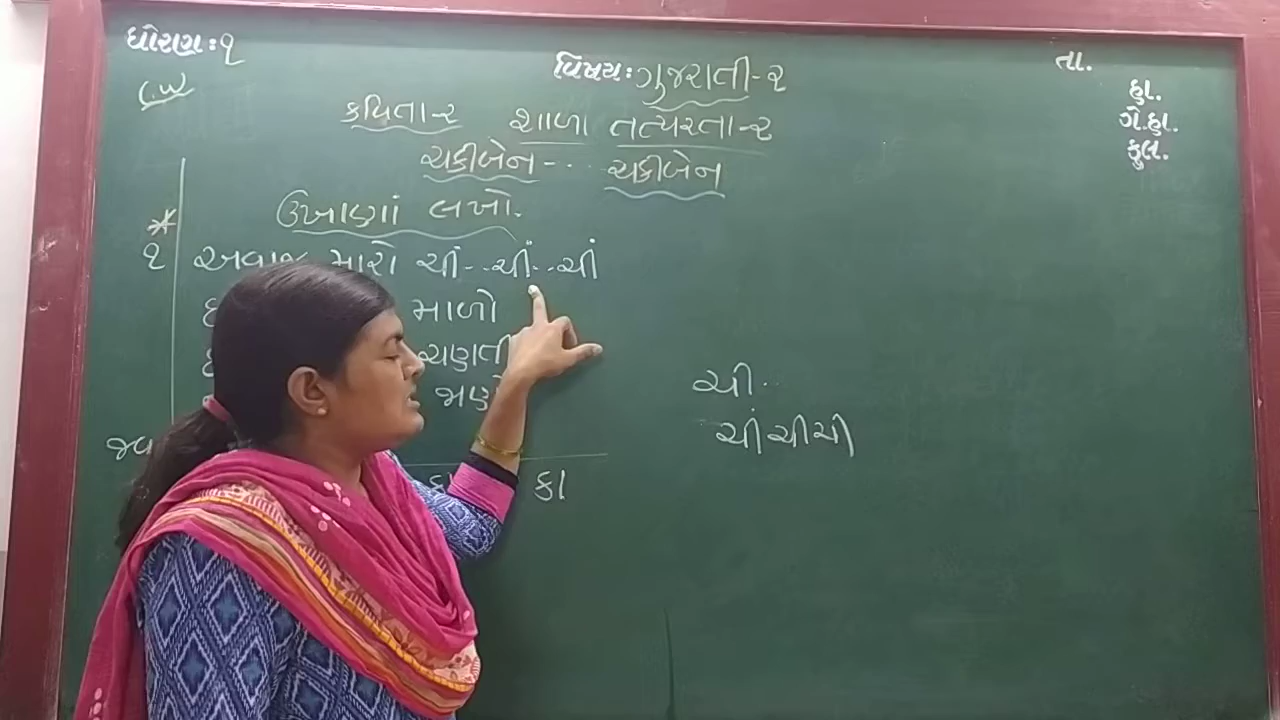 ધોરણ: ૧
વિષય: ગુજરાતી-૨
તા.
C.W
હા.
ગે.હા.
કુલ.
કવિતા-૨ શાળા તત્પરતા-૨
ચકીબેન-.. ચકીબેન
* ઉખાણાં લખો.
૧ અવાજ મારો ચીં..ચીં..ચીં
માળો
ચણતી
જાણે
કા
ચી..
ચીં ચીચી